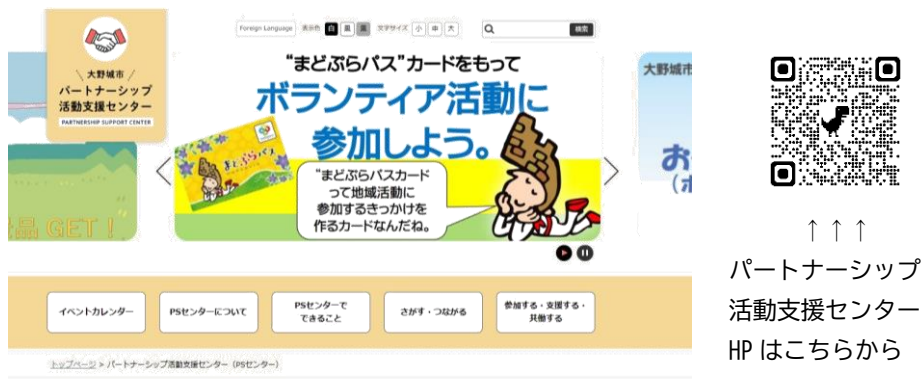 Foreign Language 表示色 白 黒 黒 文字サイズ 小 中 大 検索
＼ 大野城市 ／
パートナーシップ
活動支援センター
PARTNERSHIP SUPPORT CENTER
“まどぷらパス”カードをもって
ボランティア活動に
参加しよう。
まどぷらパス
“まどぷらパスカード
って地域活動に
参加するきっかけを
作るカードなんだね。
品 GET！
大野城市
お
イベントカレンダー
PSセンターについて
PSセンターで
できること
さがす・つながる
参加する・支援する・
共働する
トップページ > パートナーシップ活動支援センター（PSセンター）
↑ ↑ ↑
パートナーシップ
活動支援センター
HP はこちらから